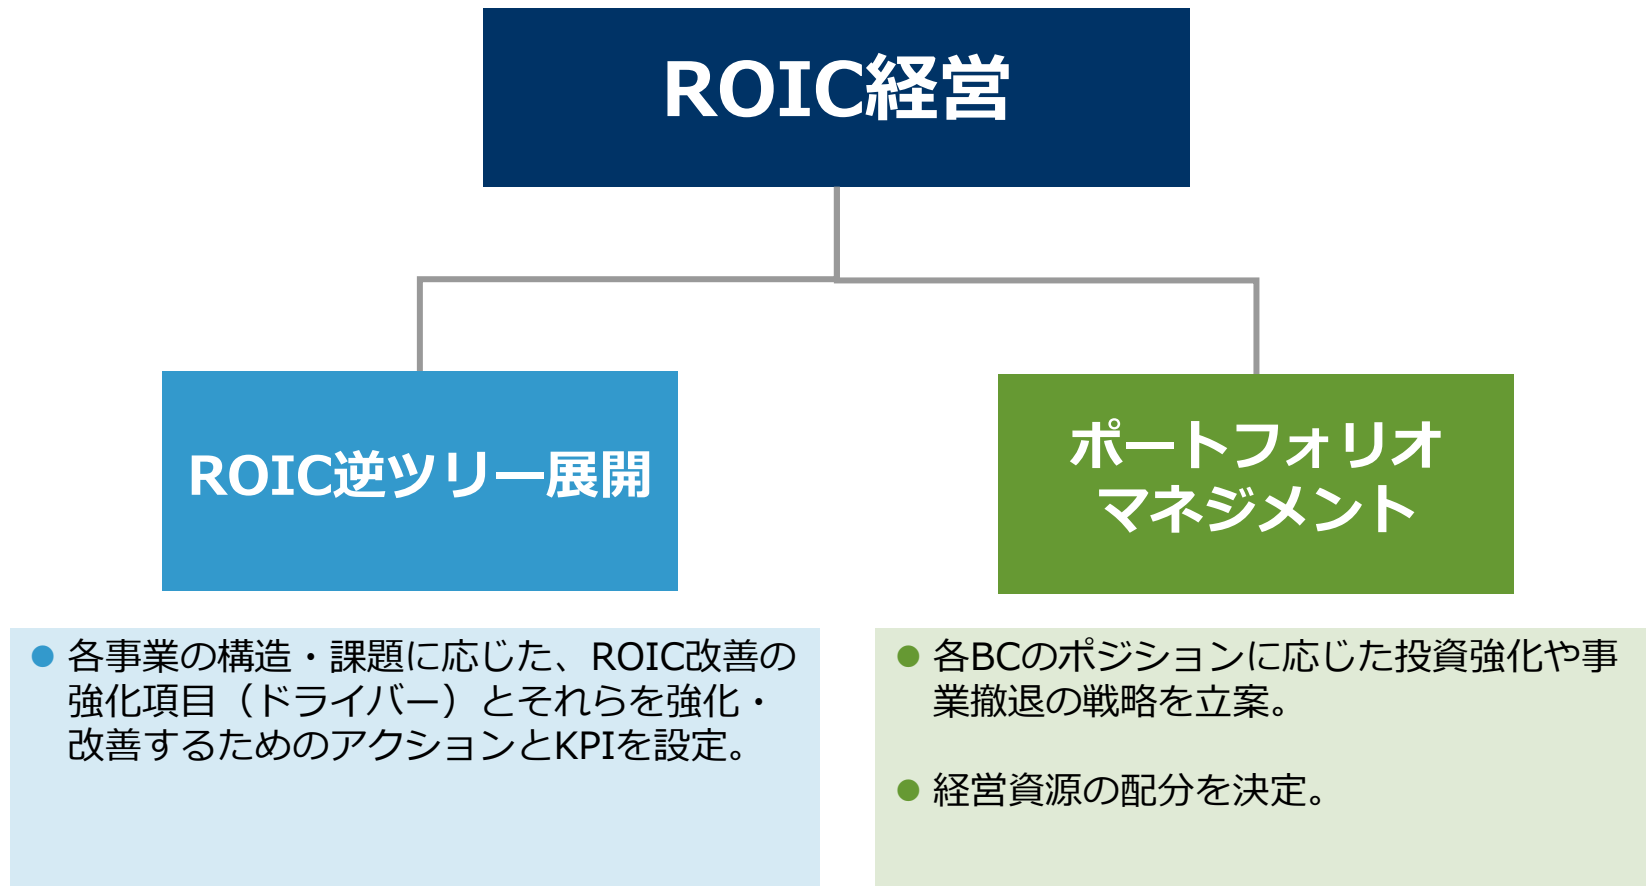 ROIC経営
ROIC逆ツリー展開
ポートフォリオ
マネジメント
● 各事業の構造・課題に応じた、ROIC改善の
強化項目（ドライバー）とそれらを強化・
改善するためのアクションとKPIを設定。
● 各BCのポジションに応じた投資強化や事
業撤退の戦略を立案。
● 経営資源の配分を決定。